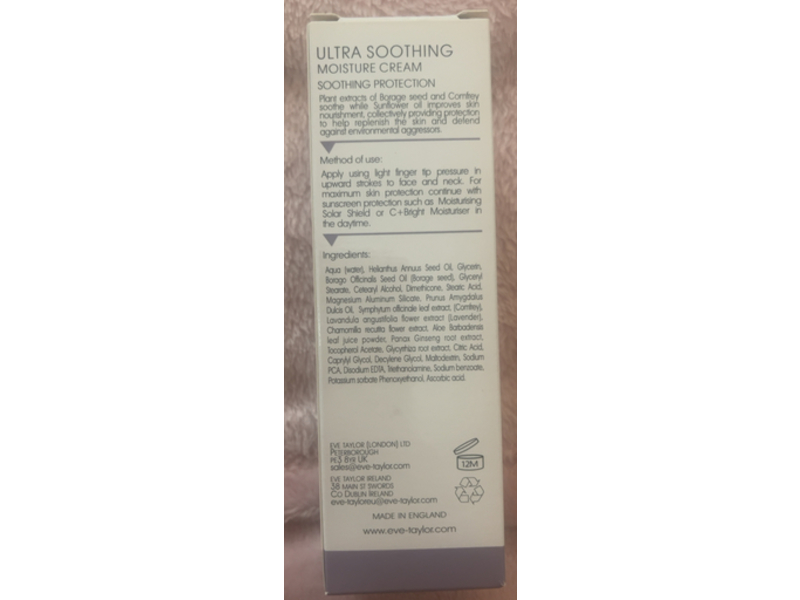 ULTRA SOOTHING
MOISTURE CREAM
SOOTHING PROTECTION
Plant extracts of Borage seed and Comfrey
soothe while Sunflower oil improves skin
nourishment, collectively providing protection
to help replenish the skin and defend
against environmental aggressors.
Method of use:
Apply using light finger tip pressure in
upward strokes to face and neck. For
maximum skin protection continue with
sunscreen protection such as Moisturising
Solar Shield or C+Bright Moisturiser in
the daytime.
Ingredients:
Aqua (water), Helianthus Annuus Seed Oil, Glycerin,
Borago Officinalis Seed Oil (Borage seed), Glyceryl
Stearate, Cetearyl Alcohol, Dimethicone, Stearic Acid,
Magnesium Aluminum Silicate, Prunus Amygdalus
Dulcis Oil, Symphytum officinale leaf extract, (Comfrey),
Lavandula angustifolia flower extract (Lavender),
Chamomilla recutita flower extract, Aloe Barbadensis
leaf juice powder, Panax Ginseng root extract,
Tocopherol Acetate, Glycyrrhiza root extract, Citric Acid,
Caprylyl Glycol, Decylene Glycol, Maltodextrin, Sodium
PCA, Disodium EDTA, Triethanolamine, Sodium benzoate,
Potassium sorbate Phenoxyethanol, Ascorbic acid.
EVE TAYLOR (LONDON) LTD
PETERBOROUGH
PE3 8YR UK
sales@eve-taylor.com
EVE TAYLOR IRELAND
38 MAIN ST SWORDS
CO DUBLIN IRELAND
eve-tayloreu@eve-taylor.com
12M
MADE IN ENGLAND
www.eve-taylor.com